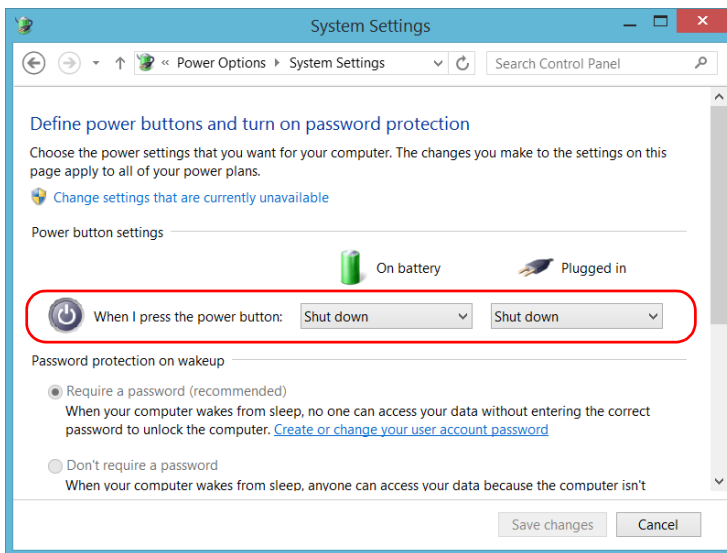 System Settings
« Power Options System Settings Search Control Panel
Define power buttons and turn on password protection
Choose the power settings that you want for your computer. The changes you make to the settings on this
page apply to all of your power plans.
Change settings that are currently unavailable
Power button settings
On battery Plugged in
When I press the power button: Shut down Shut down
Password protection on wakeup
Require a password (recommended)
When your computer wakes from sleep, no one can access your data without entering the correct
password to unlock the computer. Create or change your user account password
Don't require a password
When your computer wakes from sleep, anyone can access your data because the computer isn't
Save changes Cancel